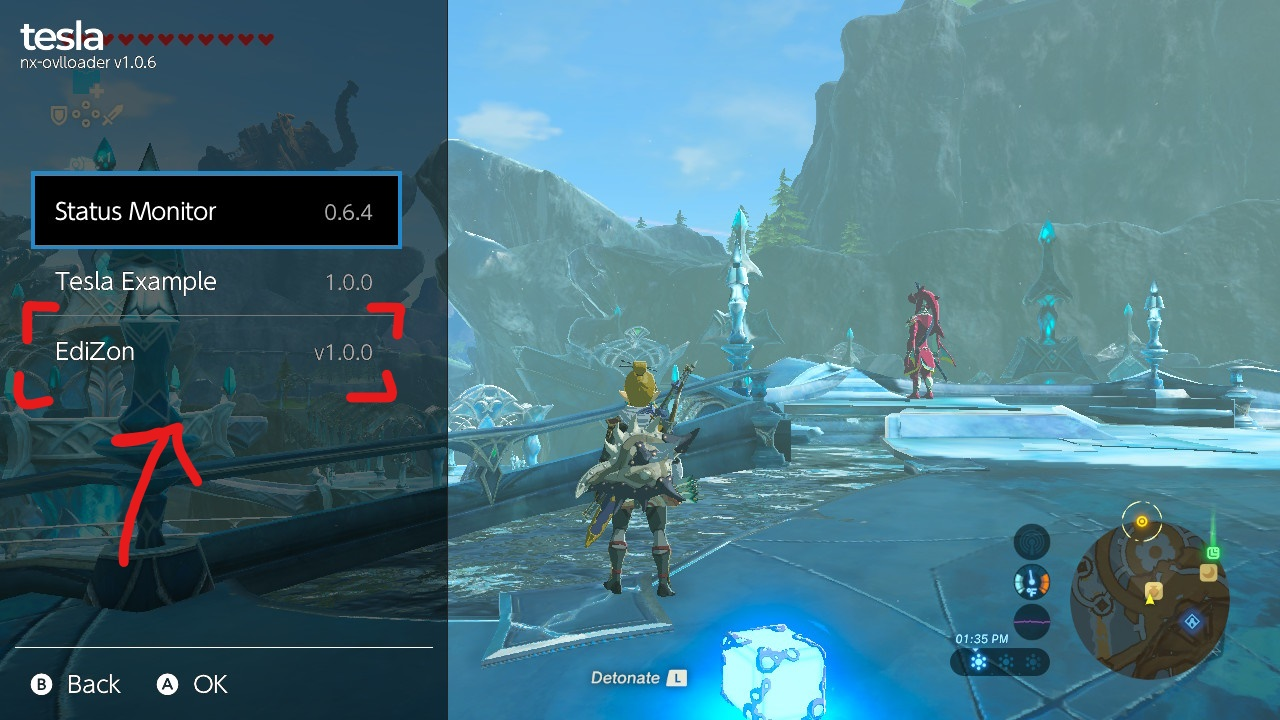 tesla
nx-ovlloader v1.0.6
Status Monitor 0.6.4
Tesla Example 1.0.0
EdiZon v1.0.0
Detonate L
01:35 PM
°F
B Back A OK